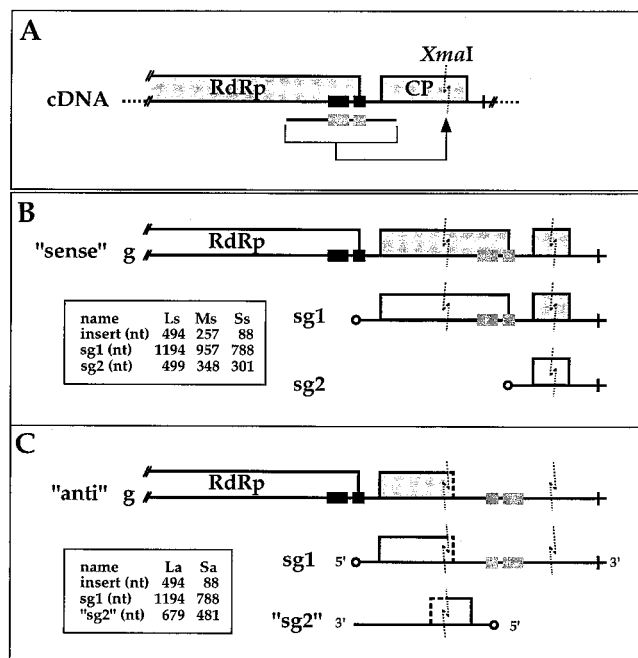 A
XmaI
RdRp
CP
cDNA
B
"sense" g
RdRp
name Ls Ms Ss
insert (nt) 494 257 88
sg1 (nt) 1194 957 788
sg2 (nt) 499 348 301
sg1
sg2
C
"anti" g
RdRp
name La Sa
insert (nt) 494 88
sg1 (nt) 1194 788
"sg2" (nt) 679 481
sg1 5' 3'
"sg2" 3' 5'